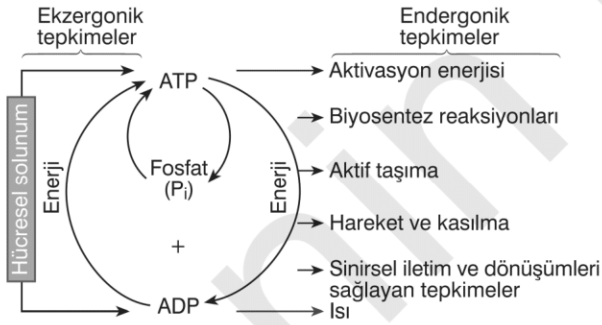 Ekzergonik
tepkimeler
Endergonik
tepkimeler
Hücresel solunum
Enerji
ATP
Fosfat
(Pi)
+
ADP
Enerji
Aktivasyon enerjisi
Biyosentez reaksiyonları
Aktif taşıma
Hareket ve kasılma
Sinirsel iletim ve dönüşümleri
sağlayan tepkimeler
Isı